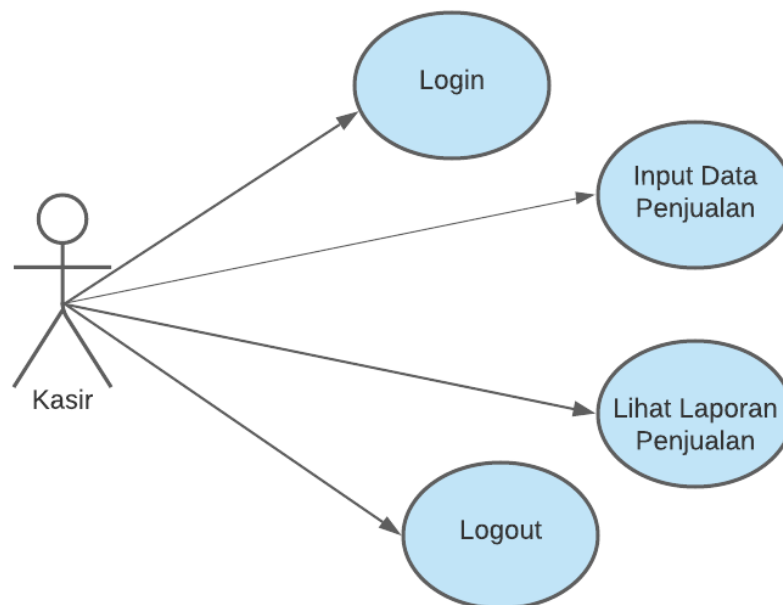 Login
Input Data
Penjualan
Kasir
Lihat Laporan
Penjualan
Logout